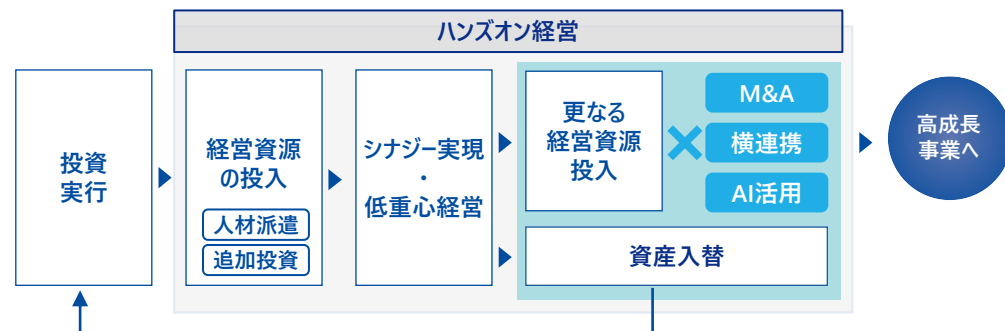 ハンズオン経営
投資
実行
経営資源
の投入
人材派遣
追加投資
シナジー実現
・
低重心経営
更なる
経営資源
投入
×
M&A
横連携
AI活用
資産入替
高成長
事業へ